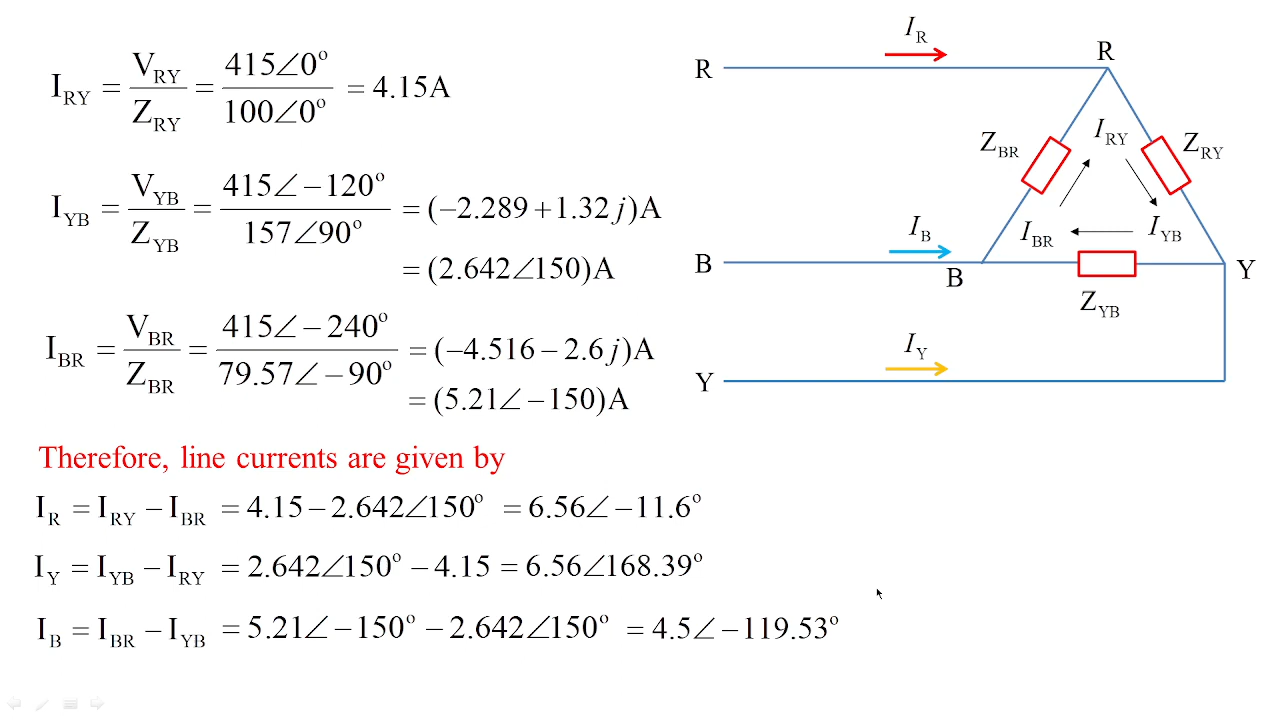 I_RY = V_RY / Z_RY = 415∠0° / 100∠0° = 4.15A
I_YB = V_YB / Z_YB = 415∠−120° / 157∠90° = (−2.289+1.32j)A
= (2.642∠150)A
I_BR = V_BR / Z_BR = 415∠−240° / 79.57∠−90° = (−4.516−2.6j)A
= (5.21∠−150)A
Therefore, line currents are given by
I_R = I_RY − I_BR = 4.15−2.642∠150° = 6.56∠−11.6°
I_Y = I_YB − I_RY = 2.642∠150° − 4.15 = 6.56∠168.39°
I_B = I_BR − I_YB = 5.21∠−150° − 2.642∠150° = 4.5∠−119.53°
I_R
R
R
Z_BR
I_RY
Z_RY
I_B
I_BR
I_YB
B
B
Y
Z_YB
I_Y
Y